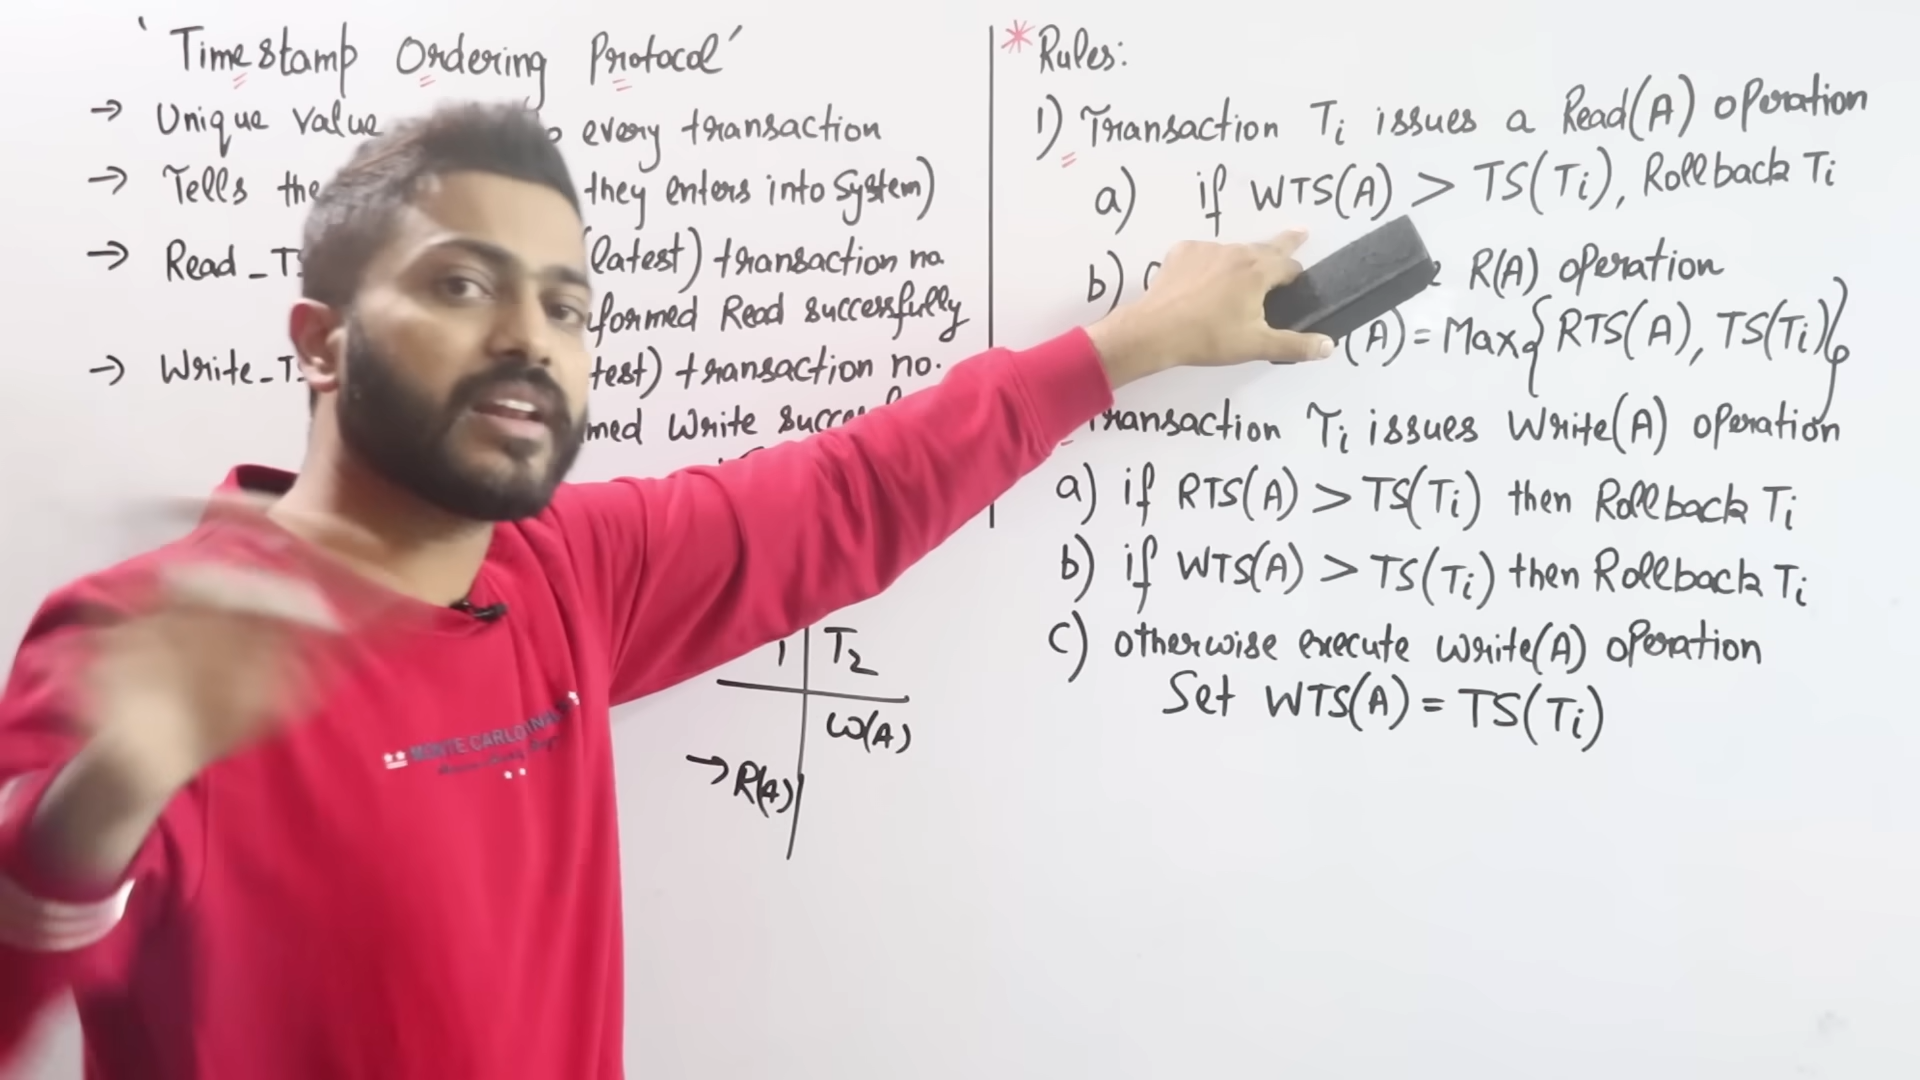 'Timestamp Ordering Protocol'
→ Unique value every transaction
→ Tells the they enters into System)
→ Read_TS (latest) transaction no.
formed Read successfully
→ Write_TS test) transaction no.
med Write
T2
W(A)
→ R(A)
* Rules:
1) Transaction Ti issues a Read(A) operation
a) if WTS(A) > TS(Ti), Rollback Ti
b) R(A) operation
(A) = Max{RTS(A), TS(Ti)}
Transaction Ti issues Write(A) operation
a) if RTS(A) > TS(Ti) then Rollback Ti
b) if WTS(A) > TS(Ti) then Rollback Ti
c) otherwise execute Write(A) operation
Set WTS(A) = TS(Ti)
MONTE CARLO